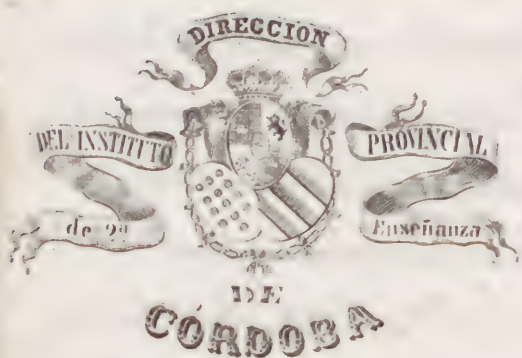 DIRECCION
DEL INSTITUTO PROVINCIAL
de 2ª Enseñanza
DE
CÓRDOBA